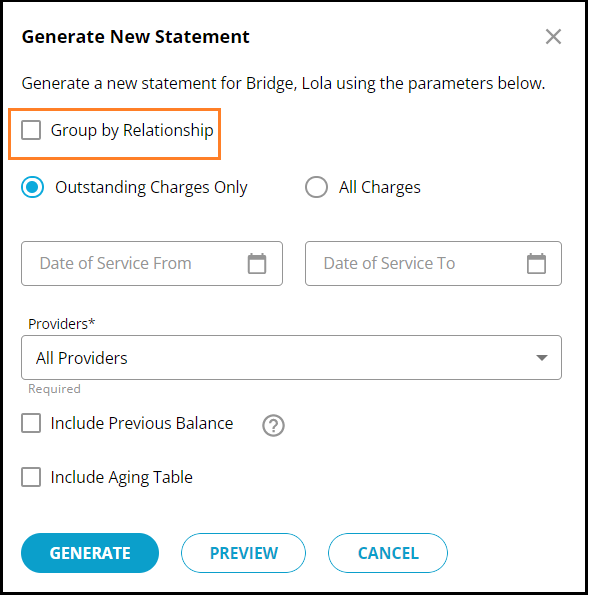 Generate New Statement
Generate a new statement for Bridge, Lola using the parameters below.
Group by Relationship
Outstanding Charges Only All Charges
Date of Service From Date of Service To
Providers*
All Providers
Required
Include Previous Balance ?
Include Aging Table
GENERATE PREVIEW CANCEL